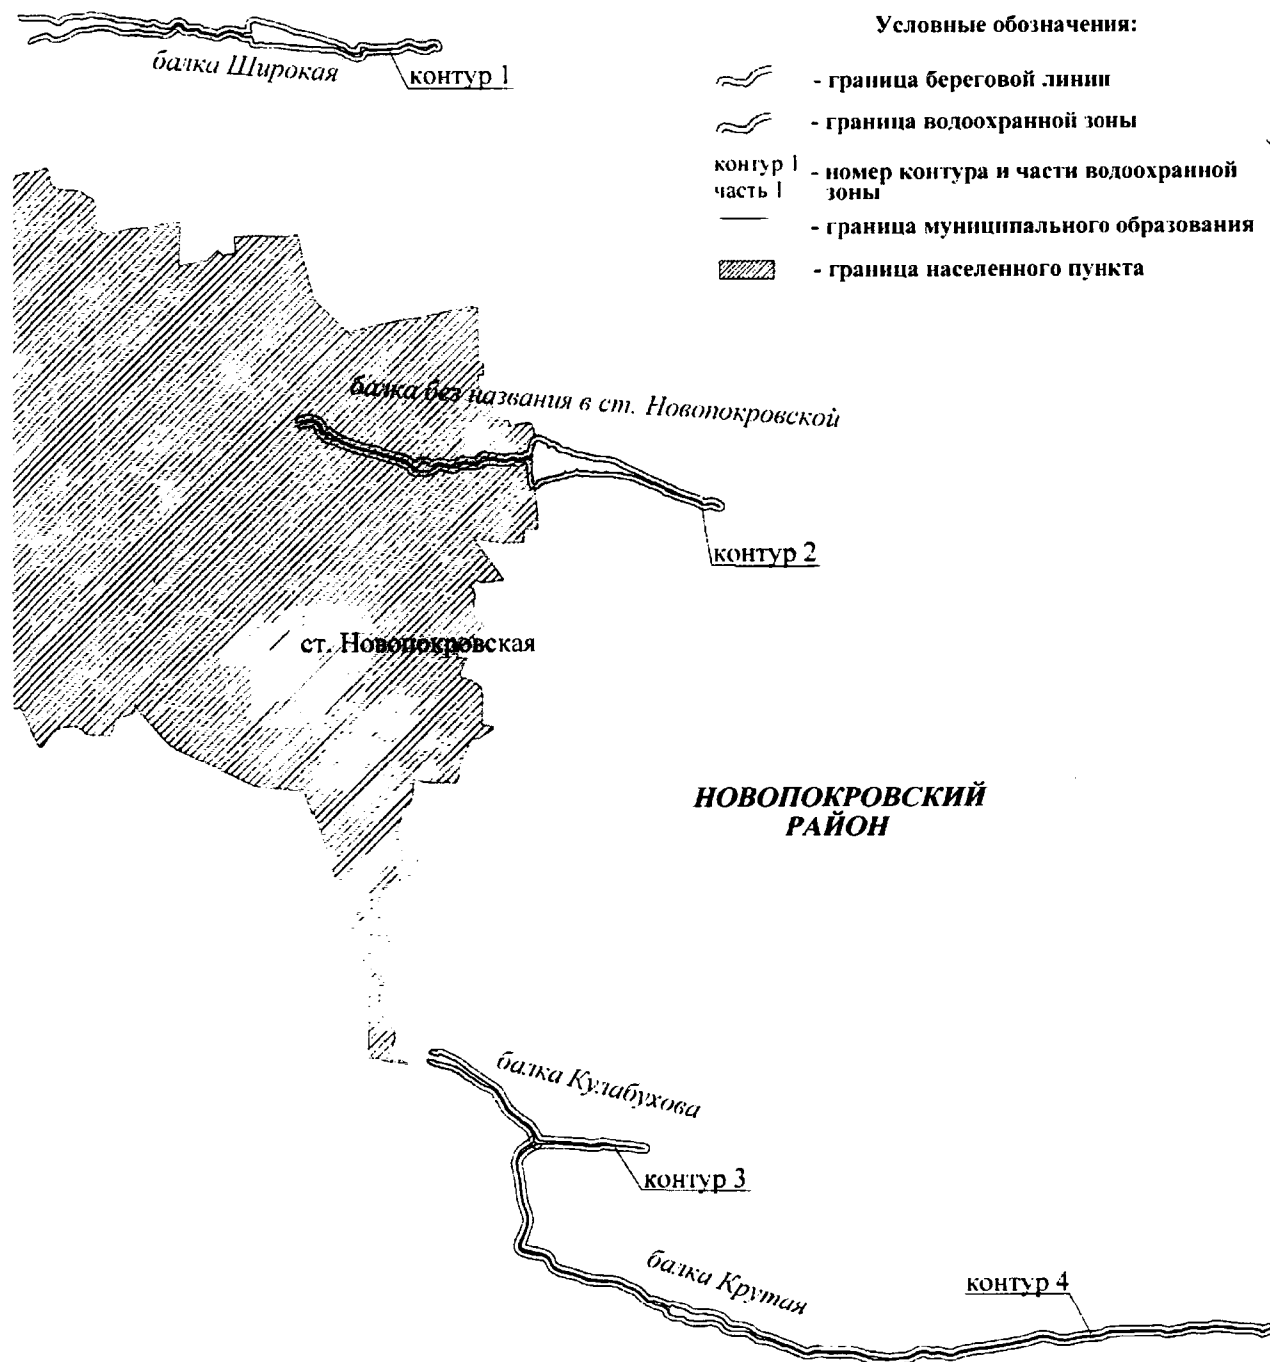 Условные обозначения:
- граница береговой линии
- граница водоохранной зоны
контур 1
часть 1
- номер контура и части водоохранной
зоны
- граница муниципального образования
- граница населенного пункта
балка Широкая
контур 1
балка без названия в ст. Новопокровской
контур 2
ст. Новопокровская
НОВОПОКРОВСКИЙ
РАЙОН
балка Кулабухова
контур 3
балка Крутая
контур 4